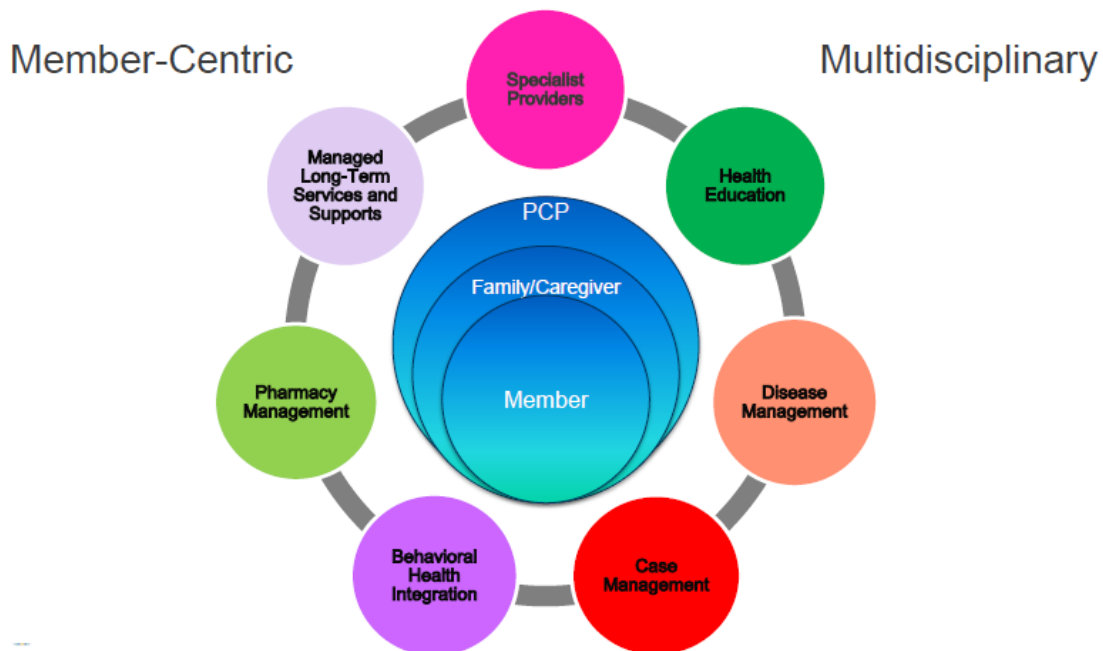 Member-Centric
Multidisciplinary
Specialist
Providers
Health
Education
Disease
Management
Case
Management
Behavioral
Health
Integration
Pharmacy
Management
Managed
Long-Term
Services and
Supports
PCP
Family/Caregiver
Member